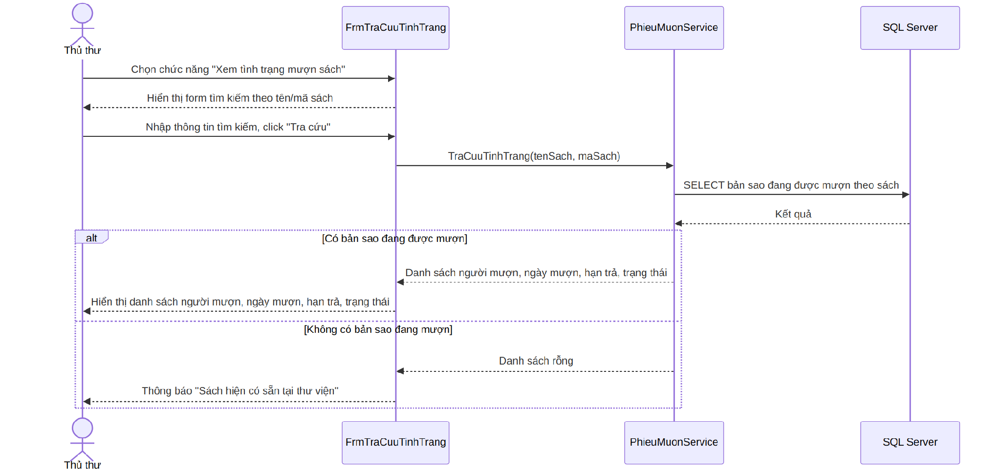 Thủ thư
FrmTraCuuTinhTrang
PhieuMuonService
SQL Server
Chọn chức năng "Xem tình trạng mượn sách"
Hiển thị form tìm kiếm theo tên/mã sách
Nhập thông tin tìm kiếm, click "Tra cứu"
TraCuuTinhTrang(tenSach, maSach)
SELECT bản sao đang được mượn theo sách
Kết quả
alt
[Có bản sao đang được mượn]
Danh sách người mượn, ngày mượn, hạn trả, trạng thái
Hiển thị danh sách người mượn, ngày mượn, hạn trả, trạng thái
[Không có bản sao đang mượn]
Danh sách rỗng
Thông báo "Sách hiện có sẵn tại thư viện"
Thủ thư
FrmTraCuuTinhTrang
PhieuMuonService
SQL Server